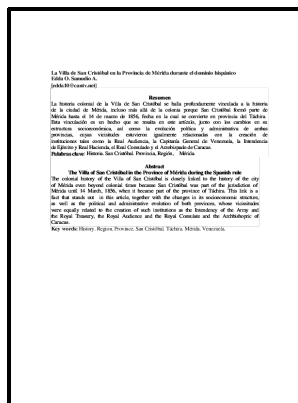 La Villa de San Cristóbal en la Provincia de Mérida durante el dominio hispánico
Edda O. Samudio A.
[edda10@cantv.net]
Resumen
La historia colonial de la Villa de San Cristóbal se halla profundamente vinculada a la historia
de la ciudad de Mérida, incluso más allá de la colonia porque San Cristóbal formó parte de
Mérida hasta el 14 de marzo de 1856, fecha en la cual se convierte en provincia del Táchira.
Esta vinculación es un hecho que se resalta en este artículo, junto con los cambios en su
estructura socioeconómica, así como la evolución política y administrativa de ambas
provincias, cuyas vicisitudes estuvieron igualmente relacionadas con la creación de
instituciones tales como la Real Audiencia, la Capitanía General de Venezuela, la Intendencia
de Ejército y Real Hacienda, el Real Consulado y el Arzobispado de Caracas.
Palabras clave: Historia. San Cristóbal. Provincia, Región, Mérida
Abstract
The Villa of San Cristóbal in the Province of Mérida during the Spanish rule
The colonial history of the Villa of San Cristóbal is closely linked to the history of the city
of Mérida even beyond colonial times because San Cristóbal was part of the jurisdiction of
Mérida until 14 March, 1856, when it became part of the province of Táchira. This link is a
fact that stands out in this article, together with the changes in its socioeconomic structure,
as well as the political and administrative evolution of both provinces, whose vicissitudes
were equally related to the creation of such institutions as the Intendency of the Army and
the Royal Treasury, the Royal Audience and the Royal Consulate and the Archbishopric of
Caracas.
Key words: History, Region, Province, San Cristóbal, Táchira, Mérida, Venezuela.